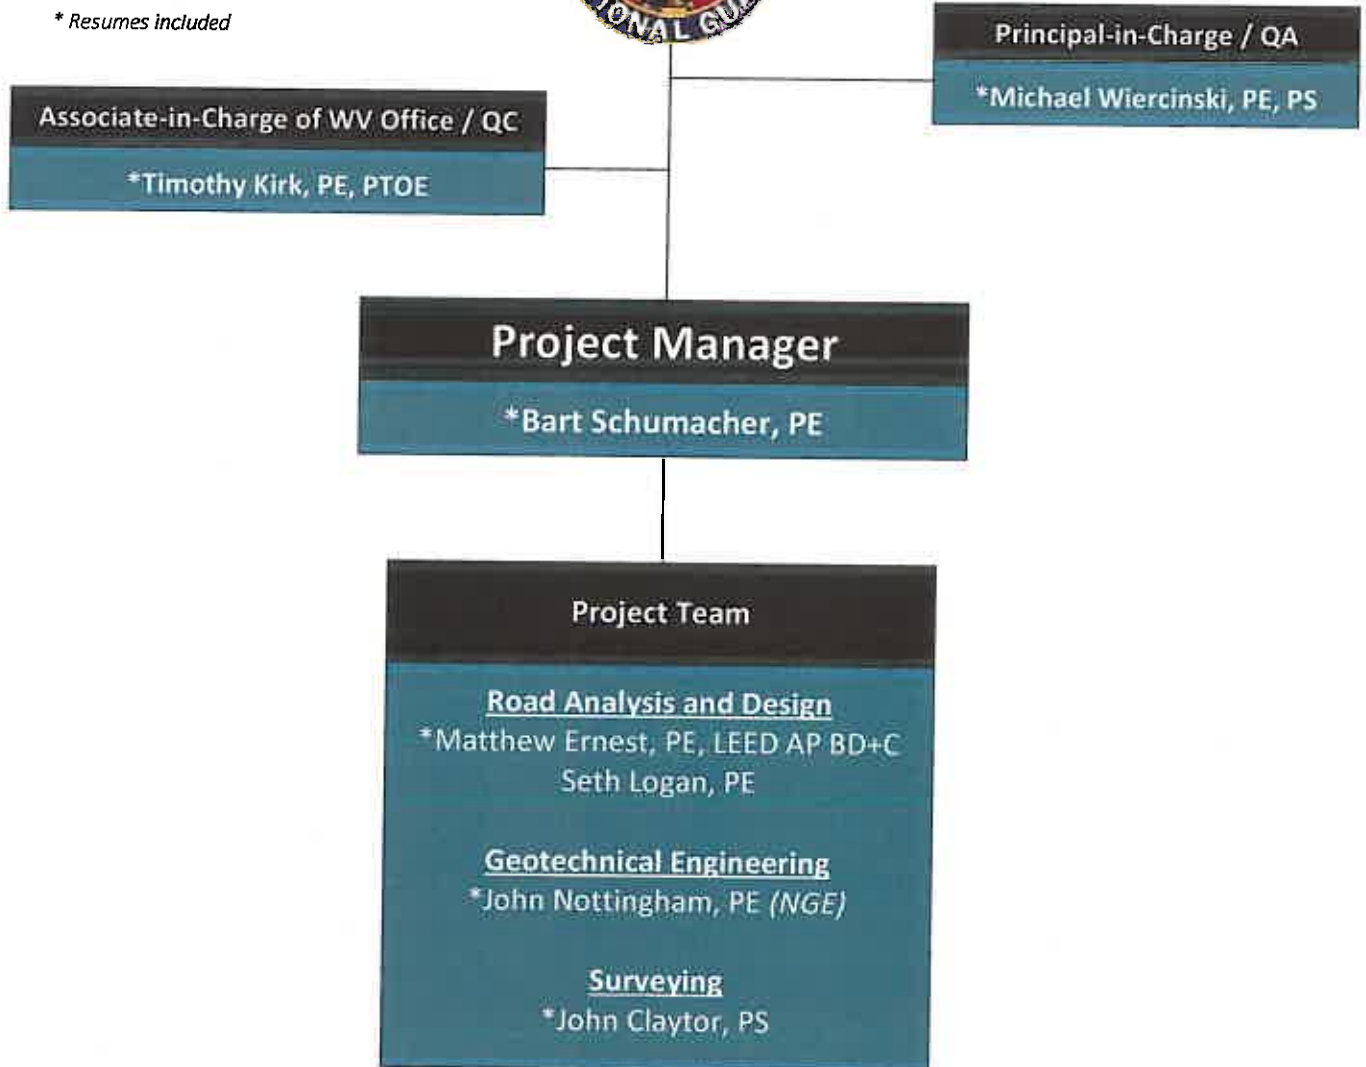 * Resumes included
IONAL GU
Principal-in-Charge / QA
*Michael Wiercinski, PE, PS
Associate-in-Charge of WV Office / QC
*Timothy Kirk, PE, PTOE
Project Manager
*Bart Schumacher, PE
Project Team
Road Analysis and Design
*Matthew Ernest, PE, LEED AP BD+C
Seth Logan, PE
Geotechnical Engineering
*John Nottingham, PE (NGE)
Surveying
*John Claytor, PS